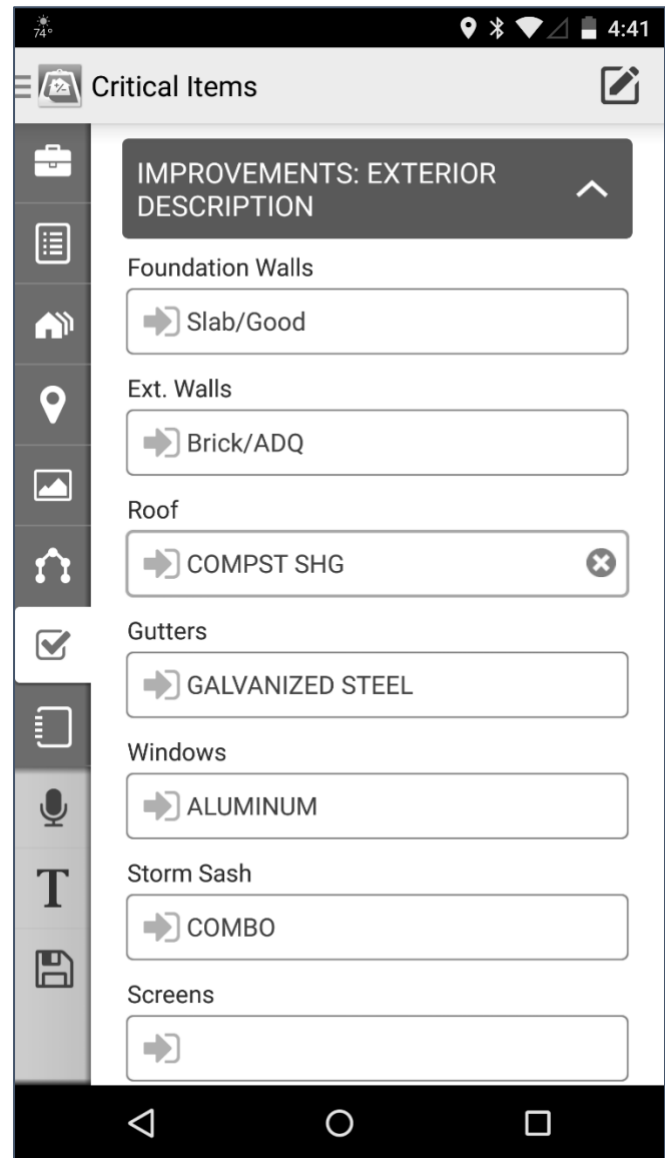 74°
4:41
Critical Items
IMPROVEMENTS: EXTERIOR
DESCRIPTION
Foundation Walls
Slab/Good
Ext. Walls
Brick/ADQ
Roof
COMPST SHG
Gutters
GALVANIZED STEEL
Windows
ALUMINUM
T
Storm Sash
COMBO
Screens